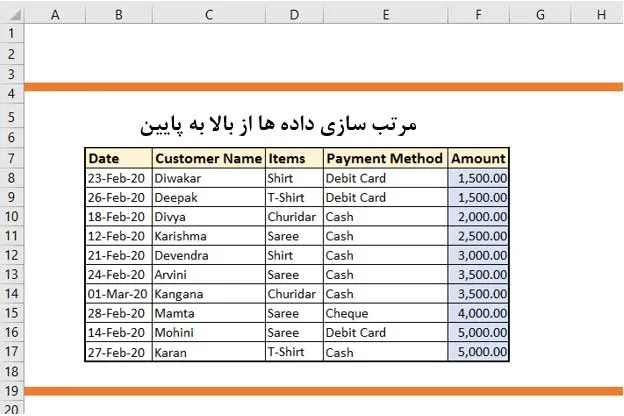 A B C D E F G H
1
2
3
4
5
مرتب سازی داده ها از بالا به پایین
6
7 Date Customer Name Items Payment Method Amount
8 23-Feb-20 Diwakar Shirt Debit Card 1,500.00
9 26-Feb-20 Deepak T-Shirt Debit Card 1,500.00
10 18-Feb-20 Divya Churidar Cash 2,000.00
11 12-Feb-20 Karishma Saree Cash 2,500.00
12 21-Feb-20 Devendra Shirt Cash 3,000.00
13 24-Feb-20 Arvini Saree Cash 3,500.00
14 01-Mar-20 Kangana Churidar Cash 3,500.00
15 28-Feb-20 Mamta Saree Cheque 4,000.00
16 14-Feb-20 Mohini Saree Debit Card 5,000.00
17 27-Feb-20 Karan T-Shirt Cash 5,000.00
18
19
20